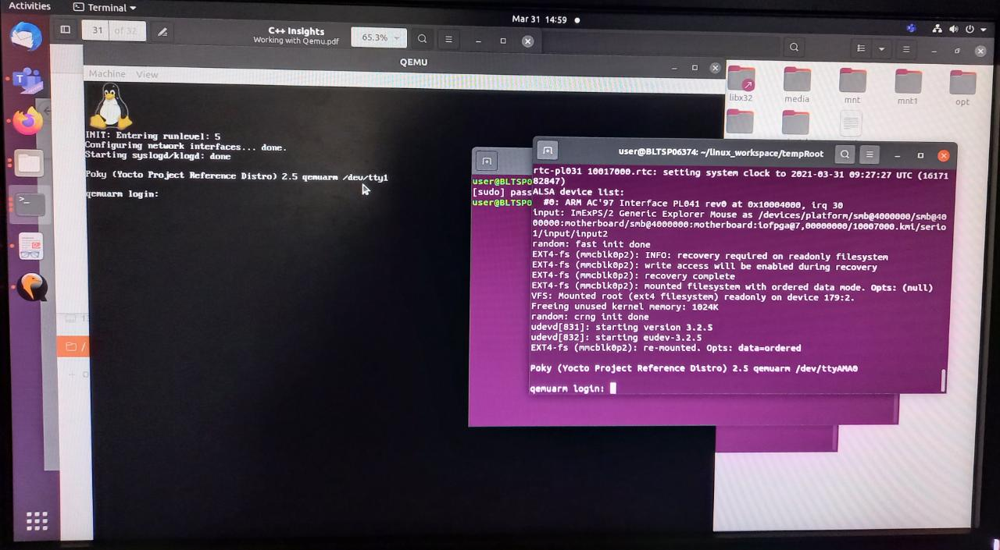 Activities
Terminal
Mar 31 14:59
31 of 32
C++ Insights
Working with Qemu.pdf
65.3%
QEMU
Machine View
INIT: Entering runlevel: 5
Configuring network interfaces... done.
Starting syslogd/klogd: done
Poky (Yocto Project Reference Distro) 2.5 qemuarm /dev/tty1
qemuarm login:
libx32
media
mnt
mnt1
opt
user@BLTSP0
[sudo] pass
user@BLTSP0
user@BLTSP06374: ~/linux_workspace/tempRoot
rtc-pl031 10017000.rtc: setting system clock to 2021-03-31 09:27:27 UTC (16171
82847)
ALSA device list:
#0: ARM AC'97 Interface PL041 rev0 at 0x10004000, irq 30
input: ImExPS/2 Generic Explorer Mouse as /devices/platform/smb@4000000/smb@40
00000:motherboard/smb@4000000:motherboard:iofpga@7,00000000/10007000.kmi/serio
1/input/input2
random: fast init done
EXT4-fs (mmcblk0p2): INFO: recovery required on readonly filesystem
EXT4-fs (mmcblk0p2): write access will be enabled during recovery
EXT4-fs (mmcblk0p2): recovery complete
EXT4-fs (mmcblk0p2): mounted filesystem with ordered data mode. Opts: (null)
VFS: Mounted root (ext4 filesystem) readonly on device 179:2.
Freeing unused kernel memory: 1024K
random: crng init done
udevd[831]: starting version 3.2.5
udevd[832]: starting eudev-3.2.5
EXT4-fs (mmcblk0p2): re-mounted. Opts: data=ordered
Poky (Yocto Project Reference Distro) 2.5 qemuarm /dev/ttyAMA0
qemuarm login: